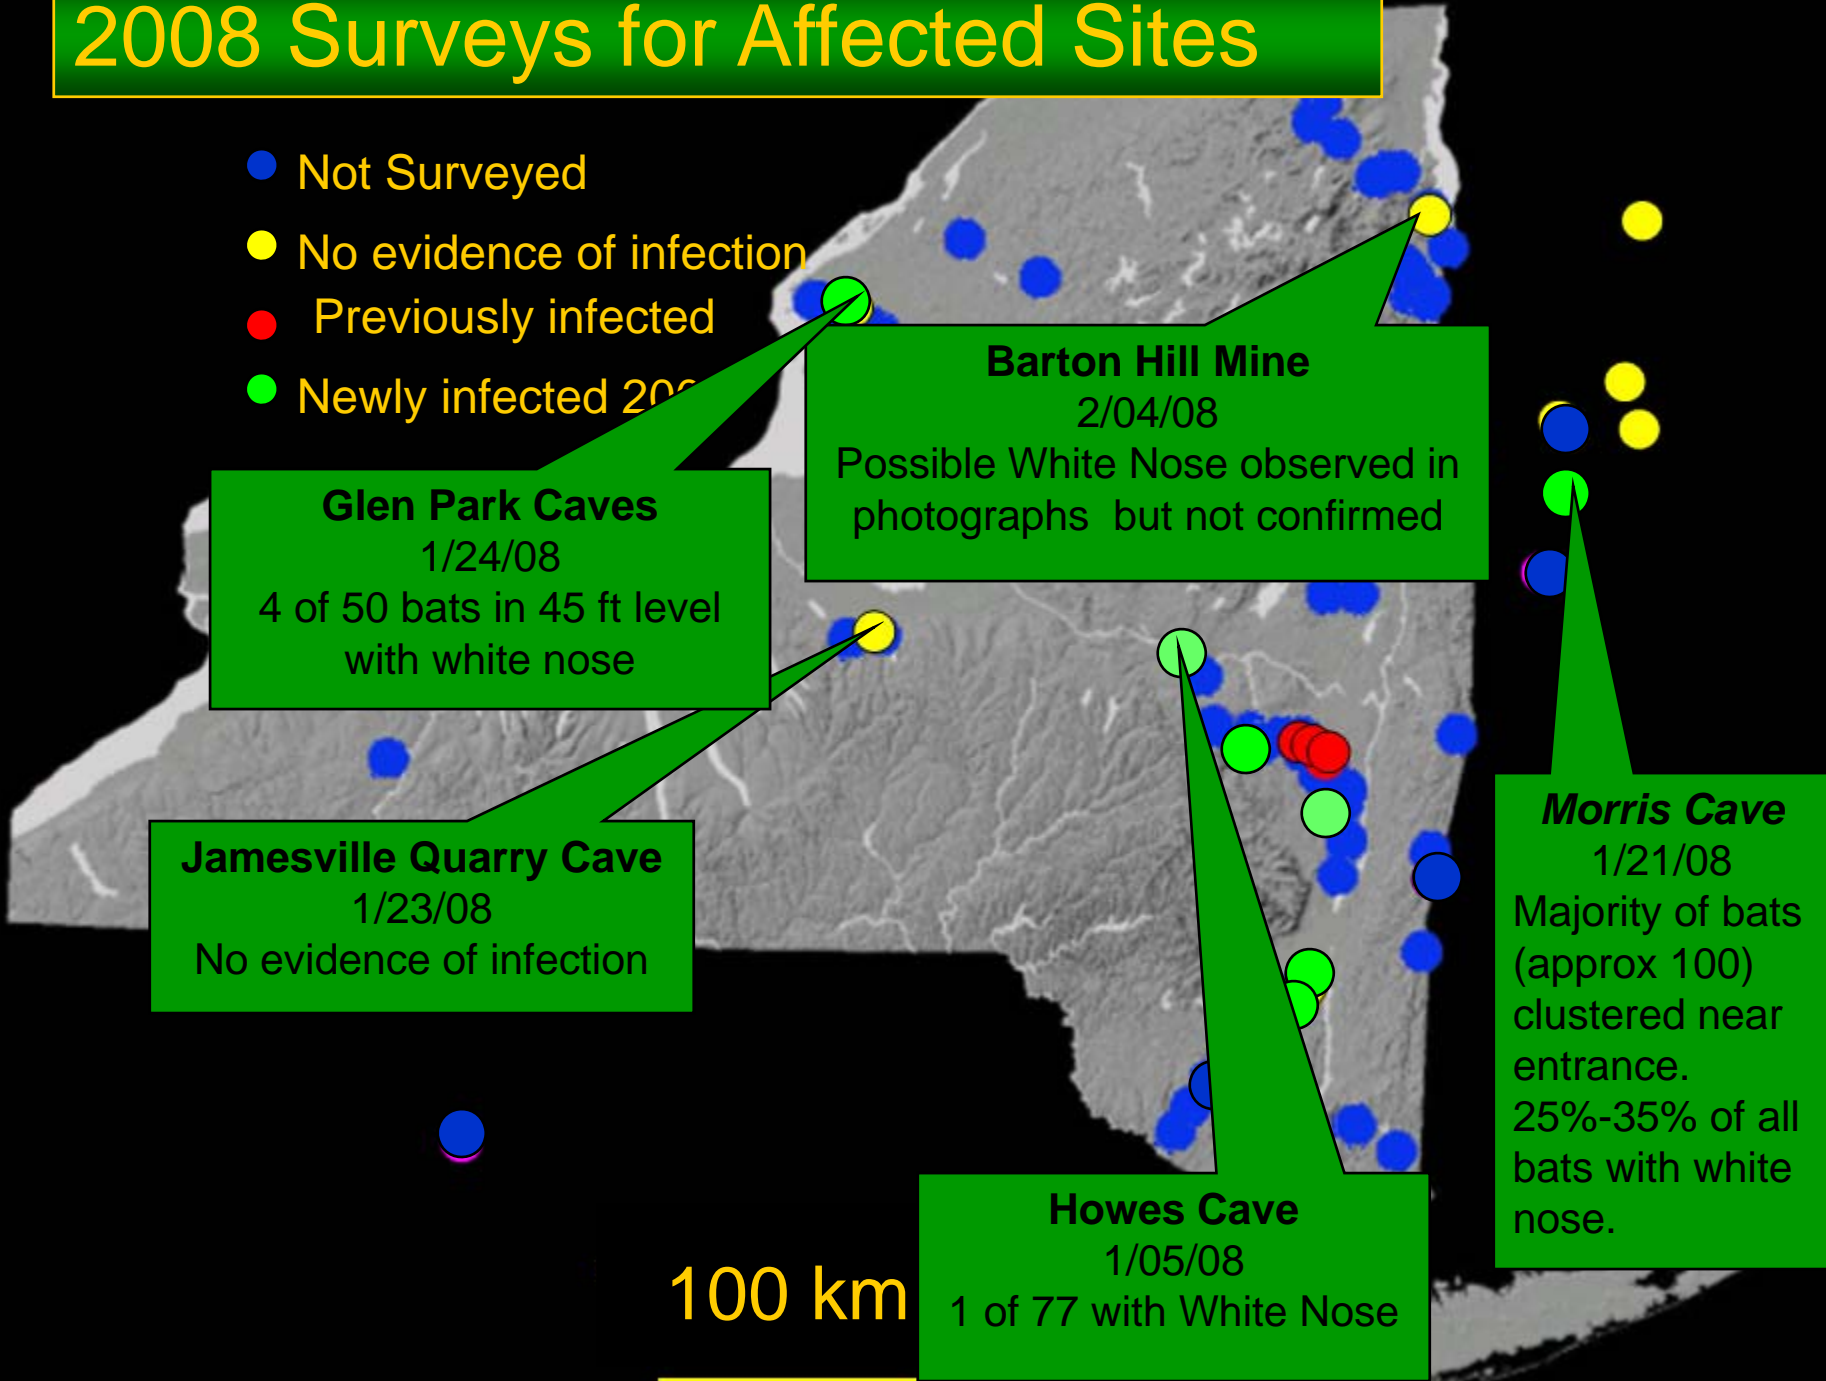 2008 Surveys for Affected Sites
Not Surveyed
No evidence of infection
Previously infected
Newly infected
Barton Hill Mine
2/04/08
Possible White Nose observed in
photographs but not confirmed
Glen Park Caves
1/24/08
4 of 50 bats in 45 ft level
with white nose
Jamesville Quarry Cave
1/23/08
No evidence of infection
Morris Cave
1/21/08
Majority of bats
(approx 100)
clustered near
entrance.
25%-35% of all
bats with white
nose.
Howes Cave
1/05/08
1 of 77 with White Nose
100 km